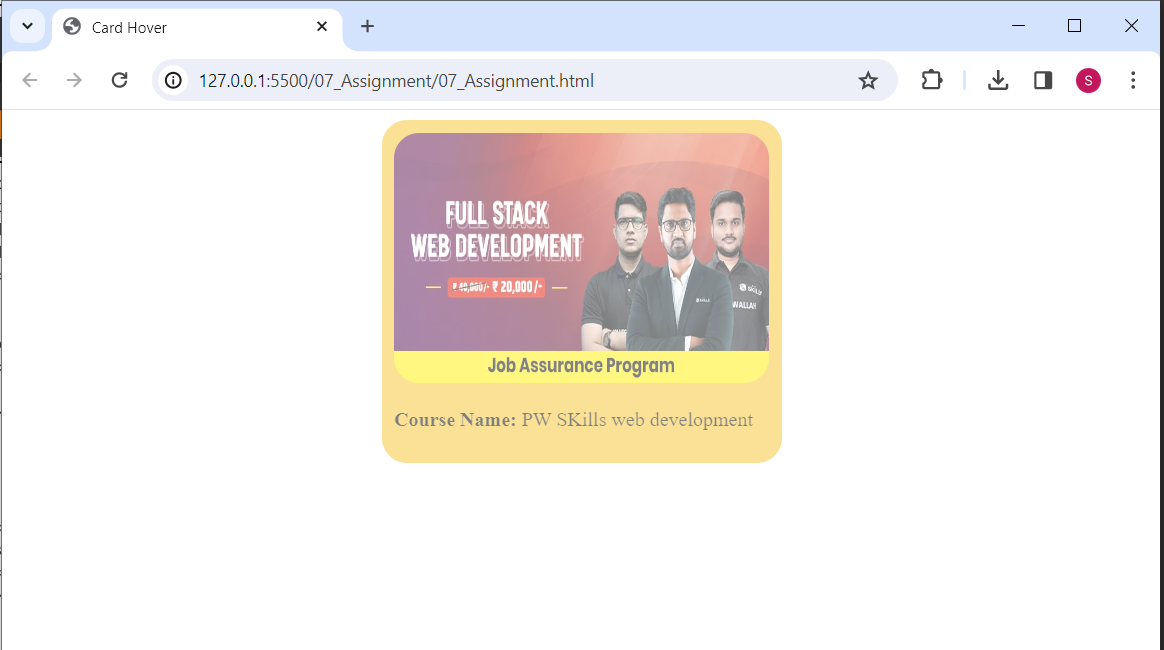 Card Hover
127.0.0.1:5500/07_Assignment/07_Assignment.html
S
FULL STACK
WEB DEVELOPMENT
₹ 40,000/- ₹ 20,000/-
SKILLS
WALLAH
Job Assurance Program
Course Name: PW SKills web development